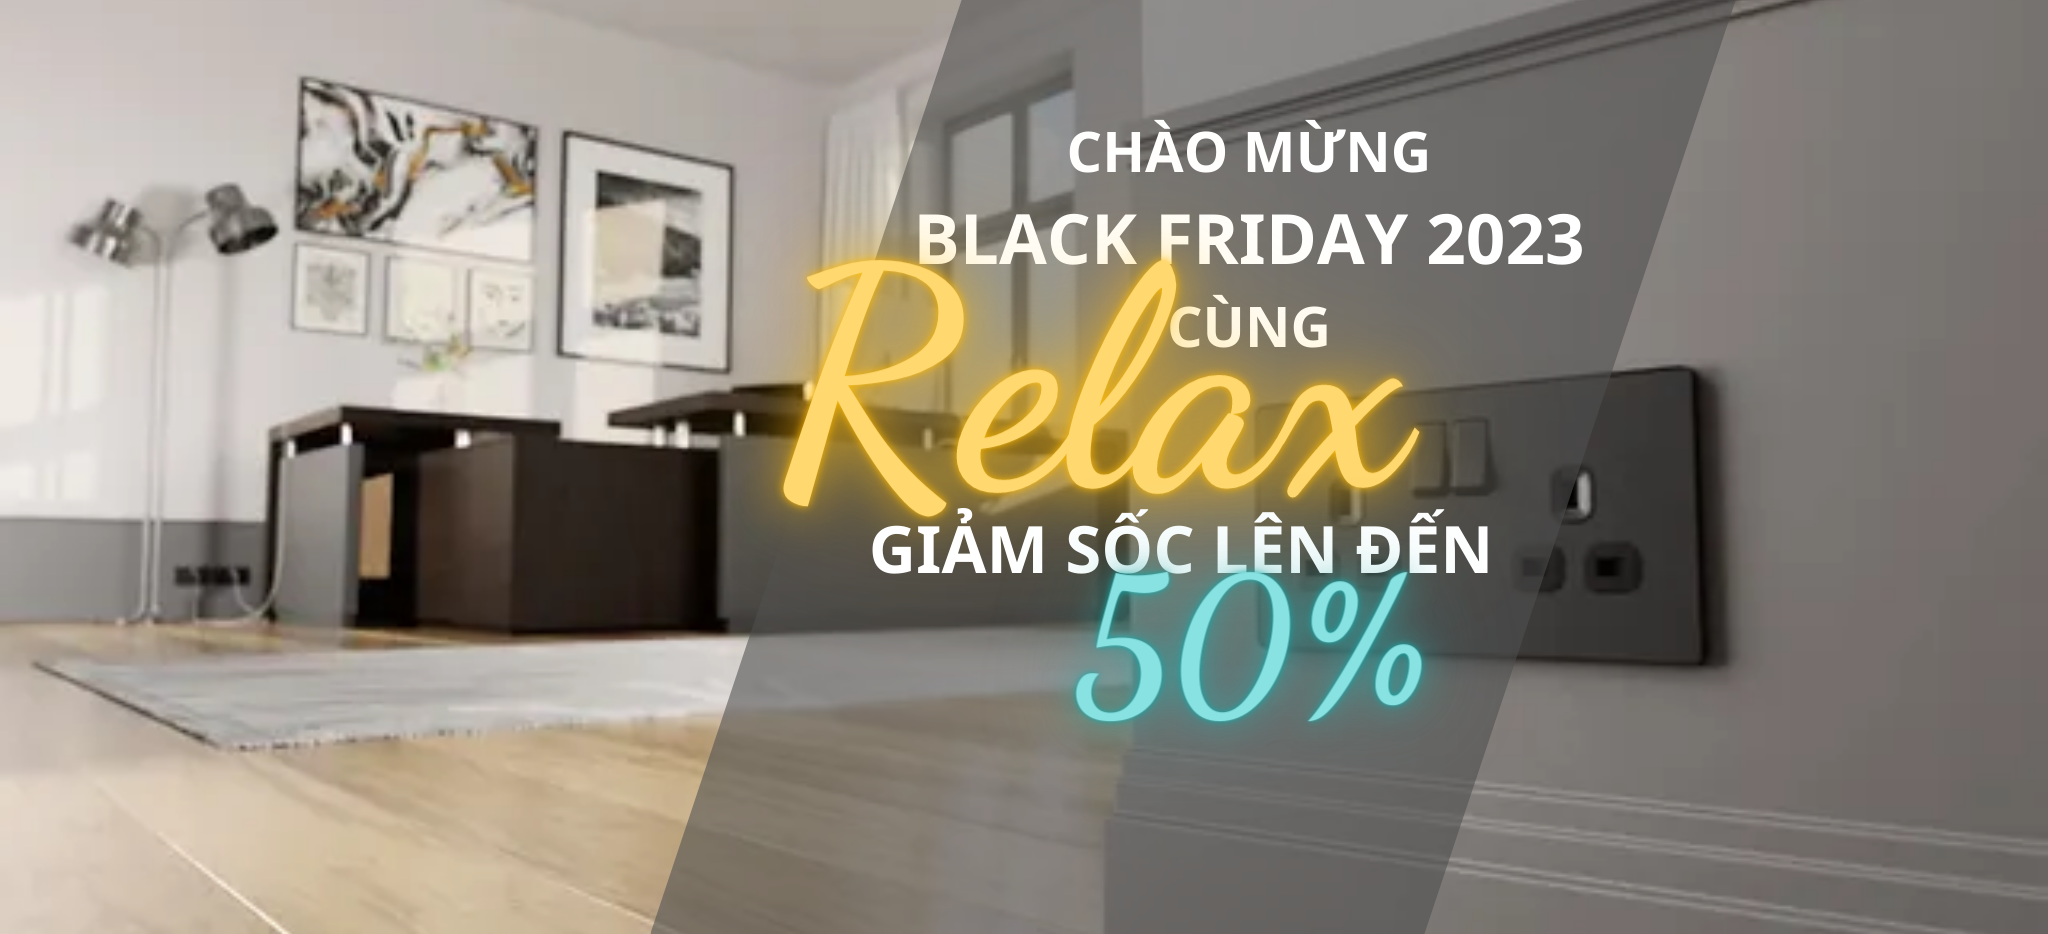 CHÀO MỪNG
BLACK FRIDAY 2023
CÙNG
Relax
GIẢM SỐC LÊN ĐẾN
50%